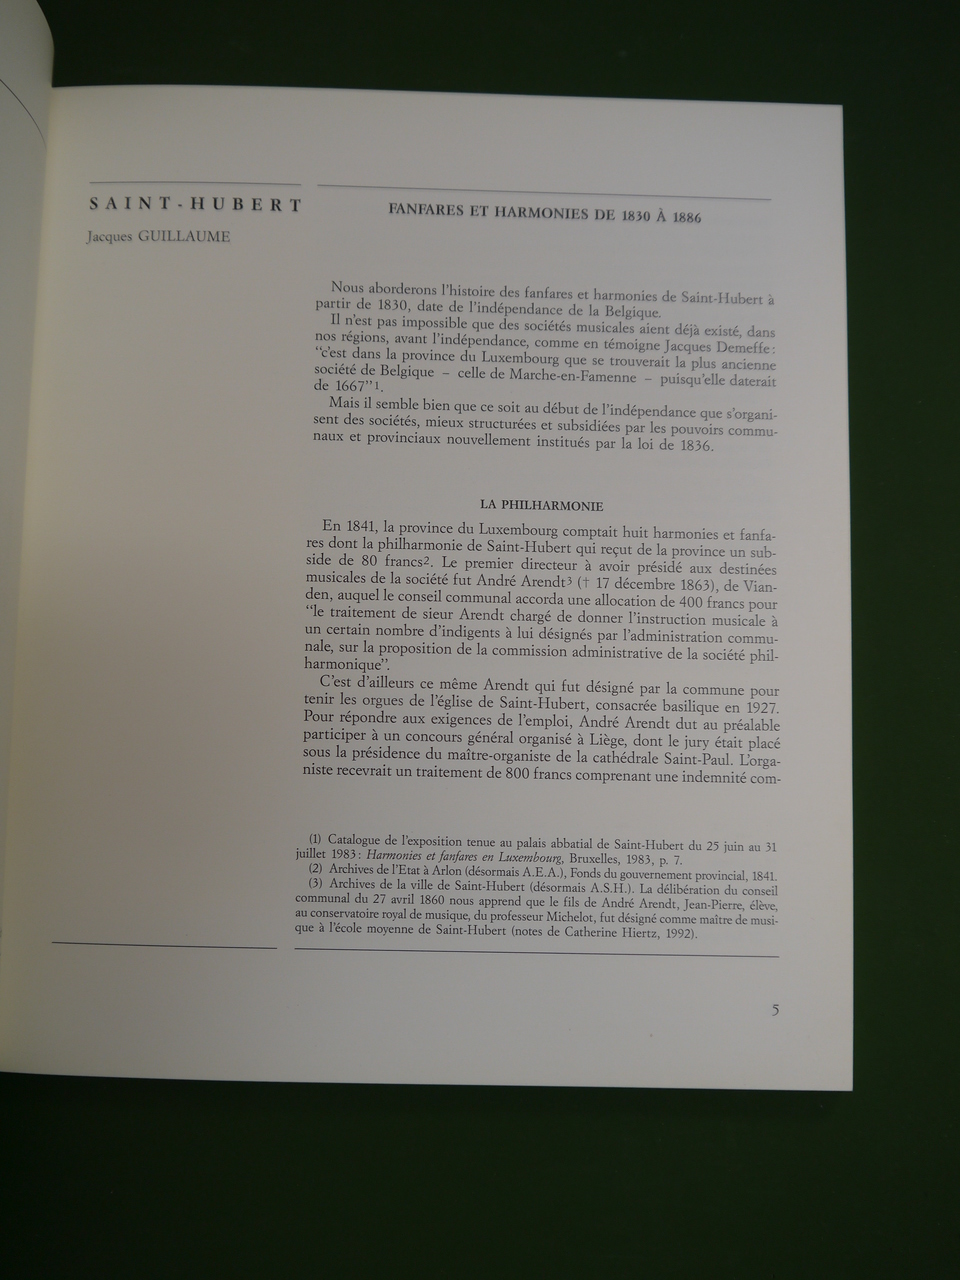 SAINT-HUBERT
Jacques GUILLAUME
FANFARES ET HARMONIES DE 1830 À 1886
Nous aborderons l'histoire des fanfares et harmonies de Saint-Hubert à
partir de 1830, date de l'indépendance de la Belgique.
Il n'est pas impossible que des sociétés musicales aient déjà existé, dans
nos régions, avant l'indépendance, comme en témoigne Jacques Demeffe :
"c'est dans la province du Luxembourg que se trouverait la plus ancienne
société de Belgique – celle de Marche-en-Famenne – puisqu'elle daterait
de 1667"1.
Mais il semble bien que ce soit au début de l'indépendance que s'organi-
sent des sociétés, mieux structurées et subsidiées par les pouvoirs commu-
naux et provinciaux nouvellement institués par la loi de 1836.
LA PHILHARMONIE
En 1841, la province du Luxembourg comptait huit harmonies et fanfa-
res dont la philharmonie de Saint-Hubert qui reçut de la province un sub-
side de 80 francs2. Le premier directeur à avoir présidé aux destinées
musicales de la société fut André Arendt3 († 17 décembre 1863), de Vian-
den, auquel le conseil communal accorda une allocation de 400 francs pour
"le traitement de sieur Arendt chargé de donner l'instruction musicale à
un certain nombre d'indigents à lui désignés par l'administration commu-
nale, sur la proposition de la commission administrative de la société phil-
harmonique".
C'est d'ailleurs ce même Arendt qui fut désigné par la commune pour
tenir les orgues de l'église de Saint-Hubert, consacrée basilique en 1927.
Pour répondre aux exigences de l'emploi, André Arendt dut au préalable
participer à un concours général organisé à Liège, dont le jury était placé
sous la présidence du maître-organiste de la cathédrale Saint-Paul. L'orga-
niste recevrait un traitement de 800 francs comprenant une indemnité com-
(1) Catalogue de l'exposition tenue au palais abbatial de Saint-Hubert du 25 juin au 31
juillet 1983 : Harmonies et fanfares en Luxembourg, Bruxelles, 1983, p. 7.
(2) Archives de l'Etat à Arlon (désormais A.E.A.), Fonds du gouvernement provincial, 1841.
(3) Archives de la ville de Saint-Hubert (désormais A.S.H.). La délibération du conseil
communal du 27 avril 1860 nous apprend que le fils de André Arendt, Jean-Pierre, élève,
au conservatoire royal de musique, du professeur Michelot, fut désigné comme maître de musi-
que à l'école moyenne de Saint-Hubert (notes de Catherine Hiertz, 1992).
5